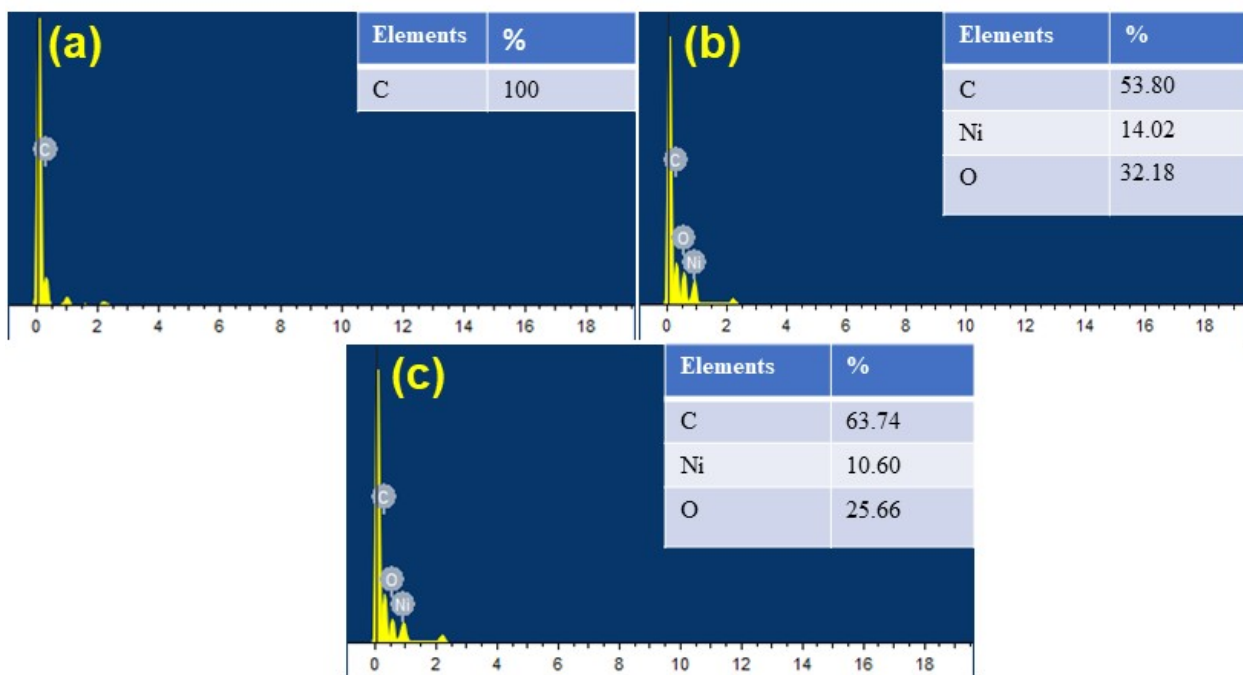 (a)
Elements %
C 100
C
0 2 4 6 8 10 12 14 16 18
(b)
Elements %
C 53.80
Ni 14.02
O 32.18
C
O
Ni
0 2 4 6 8 10 12 14 16 18
(c)
Elements %
C 63.74
Ni 10.60
O 25.66
C
O
Ni
0 2 4 6 8 10 12 14 16 18